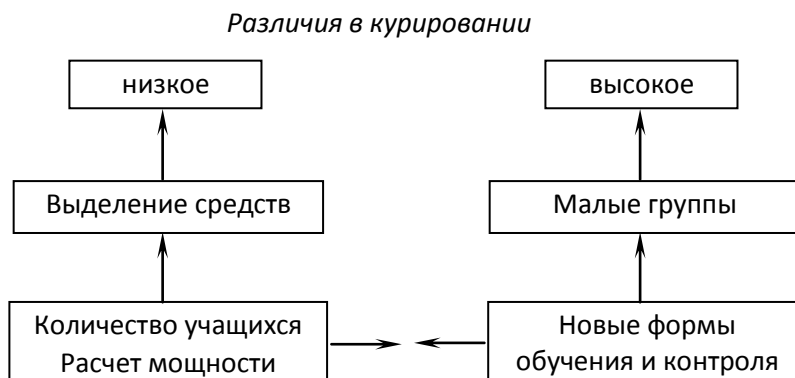 Различия в курировании
низкое
высокое
Выделение средств
Малые группы
Количество учащихся
Расчет мощности
Новые формы
обучения и контроля